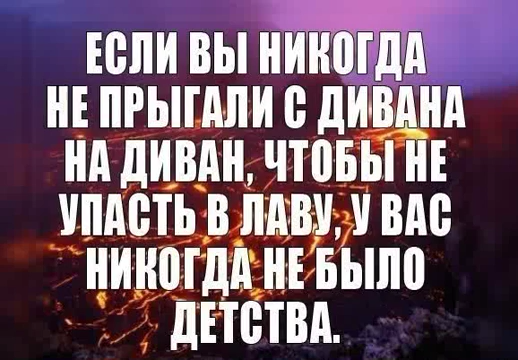 ЕСЛИ ВЫ НИКОГДА
НЕ ПРЫГАЛИ С ДИВАНА
НА ДИВАН, ЧТОБЫ НЕ
УПАСТЬ В ЛАВУ, У ВАС
НИКОГДА НЕ БЫЛО
ДЕТСТВА.